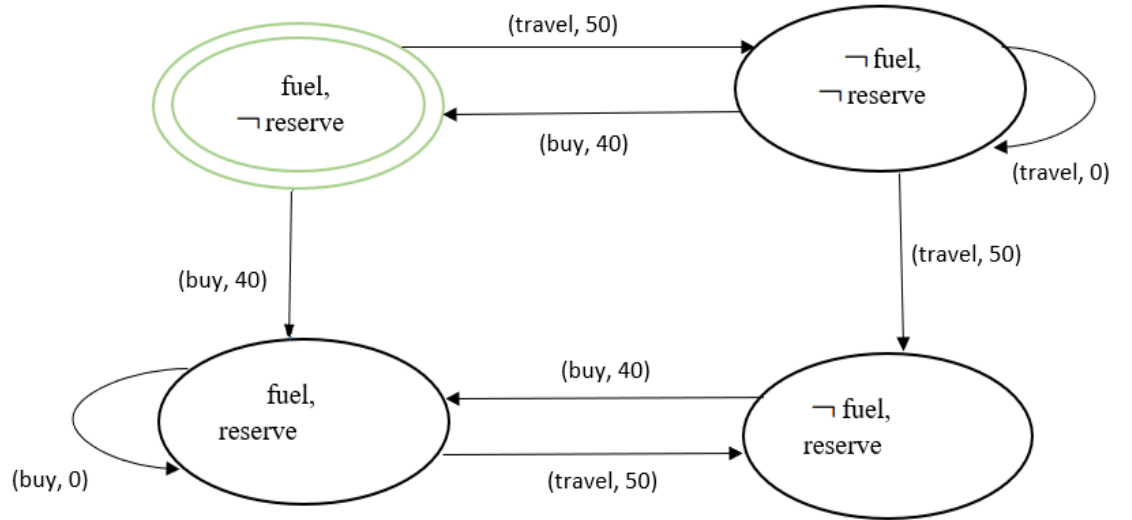 (travel, 50)
fuel,
¬ reserve
¬ fuel,
¬ reserve
(buy, 40)
(travel, 0)
(buy, 40)
(travel, 50)
(buy, 40)
fuel,
reserve
¬ fuel,
reserve
(buy, 0)
(travel, 50)